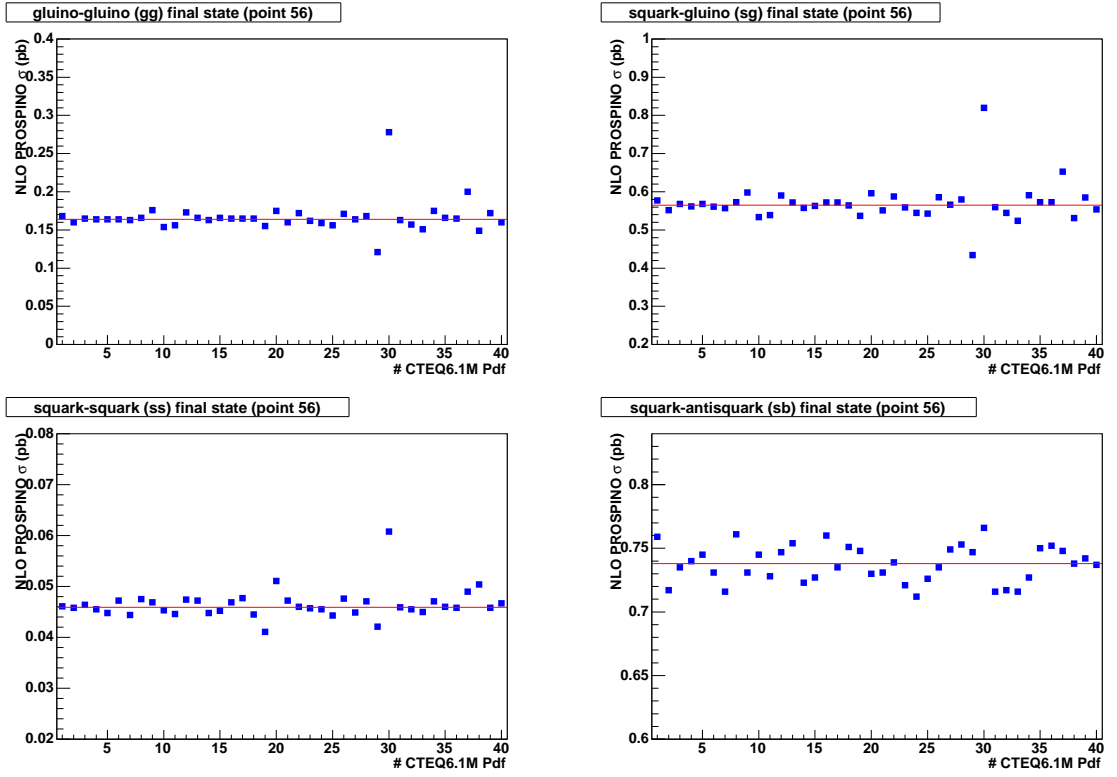 gluino-gluino (gg) final state (point 56)
NLO PROSPINO σ (pb)
0.4
0.35
0.3
0.25
0.2
0.15
0.1
0.05
0
5 10 15 20 25 30 35 40
# CTEQ6.1M Pdf
squark-gluino (sg) final state (point 56)
NLO PROSPINO σ (pb)
1
0.9
0.8
0.7
0.6
0.5
0.4
0.3
0.2
5 10 15 20 25 30 35 40
# CTEQ6.1M Pdf
squark-squark (ss) final state (point 56)
NLO PROSPINO σ (pb)
0.08
0.07
0.06
0.05
0.04
0.03
0.02
5 10 15 20 25 30 35 40
# CTEQ6.1M Pdf
squark-antisquark (sb) final state (point 56)
NLO PROSPINO σ (pb)
0.8
0.75
0.7
0.65
0.6
5 10 15 20 25 30 35 40
# CTEQ6.1M Pdf